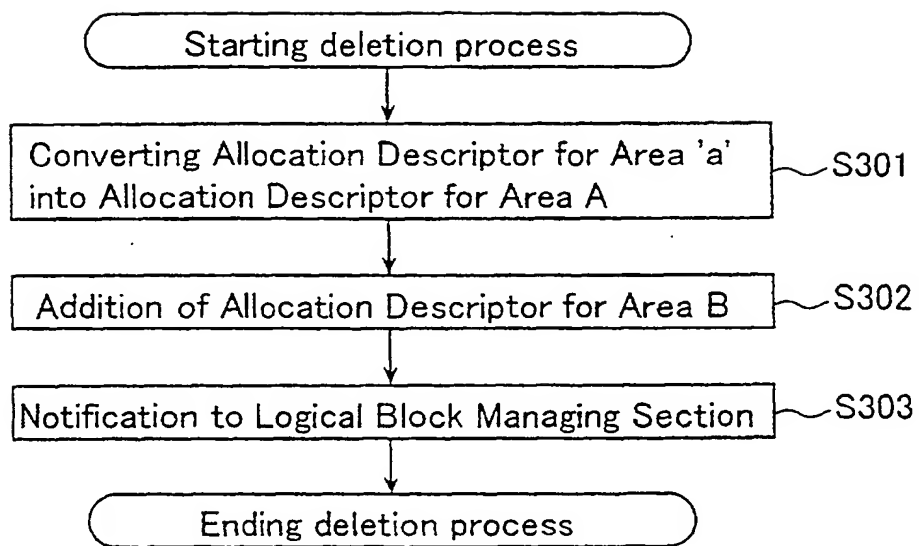 Starting deletion process
Converting Allocation Descriptor for Area 'a'
into Allocation Descriptor for Area A
S301
Addition of Allocation Descriptor for Area B
S302
Notification to Logical Block Managing Section
S303
Ending deletion process